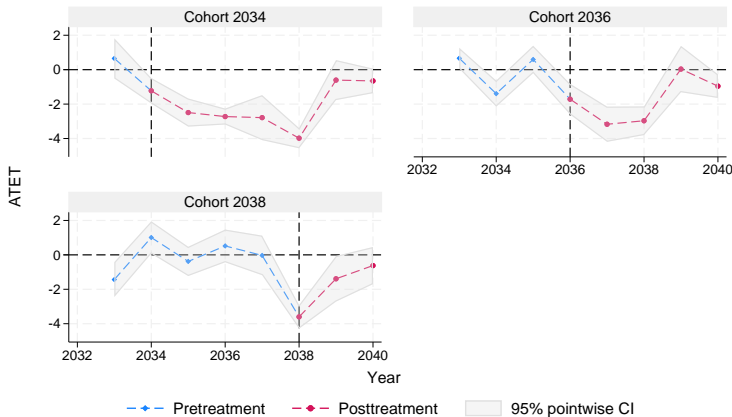 Cohort 2034
Cohort 2036
2
0
-2
-4
2032 2034 2036 2038 2040
Cohort 2038
2
0
-2
-4
2032 2034 2036 2038 2040
ATET
Year
Pretreatment Posttreatment 95% pointwise CI